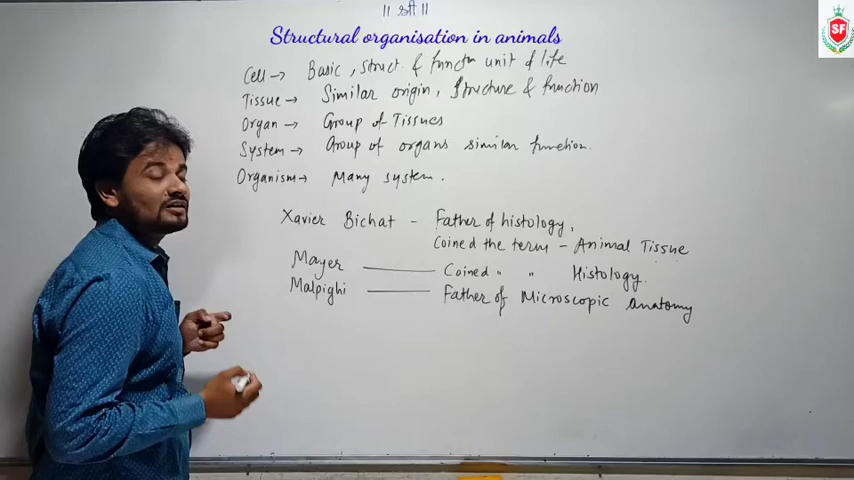 ॥ श्री ॥
Structural organisation in animals
SF
Cell → Basic, struct. & functn unit of life
Tissue → Similar origin, Structure & function
Organ → Group of Tissues
System → Group of organs similar function.
Organism → Many system.
Xavier Bichat - Father of histology,
Coined the term - Animal Tissue
Mayer — Coined " " Histology.
Malpighi — Father of Microscopic anatomy